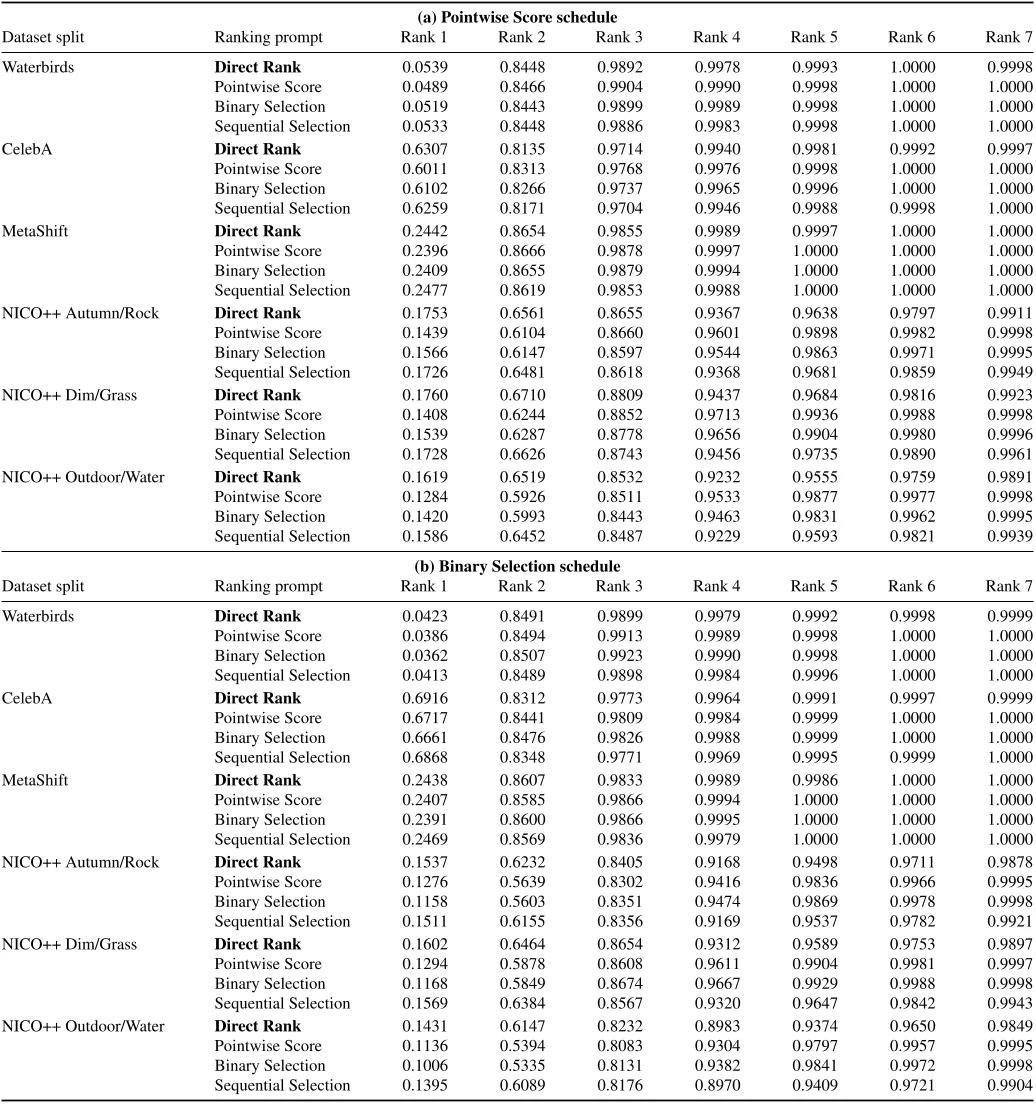 (a) Pointwise Score schedule
Dataset split Ranking prompt Rank 1 Rank 2 Rank 3 Rank 4 Rank 5 Rank 6 Rank 7
Waterbirds Direct Rank 0.0539 0.8448 0.9892 0.9978 0.9993 1.0000 0.9998
Pointwise Score 0.0489 0.8466 0.9904 0.9990 0.9998 1.0000 1.0000
Binary Selection 0.0519 0.8443 0.9899 0.9989 0.9998 1.0000 1.0000
Sequential Selection 0.0533 0.8448 0.9886 0.9983 0.9998 1.0000 1.0000
CelebA Direct Rank 0.6307 0.8135 0.9714 0.9940 0.9981 0.9992 0.9997
Pointwise Score 0.6011 0.8313 0.9768 0.9976 0.9998 1.0000 1.0000
Binary Selection 0.6102 0.8266 0.9737 0.9965 0.9996 1.0000 1.0000
Sequential Selection 0.6259 0.8171 0.9704 0.9946 0.9988 0.9998 1.0000
MetaShift Direct Rank 0.2442 0.8654 0.9855 0.9989 0.9997 1.0000 1.0000
Pointwise Score 0.2396 0.8666 0.9878 0.9997 1.0000 1.0000 1.0000
Binary Selection 0.2409 0.8655 0.9879 0.9994 1.0000 1.0000 1.0000
Sequential Selection 0.2477 0.8619 0.9853 0.9988 1.0000 1.0000 1.0000
NICO++ Autumn/Rock Direct Rank 0.1753 0.6561 0.8655 0.9367 0.9638 0.9797 0.9911
Pointwise Score 0.1439 0.6104 0.8660 0.9601 0.9898 0.9982 0.9998
Binary Selection 0.1566 0.6147 0.8597 0.9544 0.9863 0.9971 0.9995
Sequential Selection 0.1726 0.6481 0.8618 0.9368 0.9681 0.9859 0.9949
NICO++ Dim/Grass Direct Rank 0.1760 0.6710 0.8809 0.9437 0.9684 0.9816 0.9923
Pointwise Score 0.1408 0.6244 0.8852 0.9713 0.9936 0.9988 0.9998
Binary Selection 0.1539 0.6287 0.8778 0.9656 0.9904 0.9980 0.9996
Sequential Selection 0.1728 0.6626 0.8743 0.9456 0.9735 0.9890 0.9961
NICO++ Outdoor/Water Direct Rank 0.1619 0.6519 0.8532 0.9232 0.9555 0.9759 0.9891
Pointwise Score 0.1284 0.5926 0.8511 0.9533 0.9877 0.9977 0.9998
Binary Selection 0.1420 0.5993 0.8443 0.9463 0.9831 0.9962 0.9995
Sequential Selection 0.1586 0.6452 0.8487 0.9229 0.9593 0.9821 0.9939
(b) Binary Selection schedule
Dataset split Ranking prompt Rank 1 Rank 2 Rank 3 Rank 4 Rank 5 Rank 6 Rank 7
Waterbirds Direct Rank 0.0423 0.8491 0.9899 0.9979 0.9992 0.9998 0.9999
Pointwise Score 0.0386 0.8494 0.9913 0.9989 0.9998 1.0000 1.0000
Binary Selection 0.0362 0.8507 0.9923 0.9990 0.9998 1.0000 1.0000
Sequential Selection 0.0413 0.8489 0.9898 0.9984 0.9996 1.0000 1.0000
CelebA Direct Rank 0.6916 0.8312 0.9773 0.9964 0.9991 0.9997 0.9999
Pointwise Score 0.6717 0.8441 0.9809 0.9984 0.9999 1.0000 1.0000
Binary Selection 0.6661 0.8476 0.9826 0.9988 0.9999 1.0000 1.0000
Sequential Selection 0.6868 0.8348 0.9771 0.9969 0.9995 0.9999 1.0000
MetaShift Direct Rank 0.2438 0.8607 0.9833 0.9989 0.9986 1.0000 1.0000
Pointwise Score 0.2407 0.8585 0.9866 0.9994 1.0000 1.0000 1.0000
Binary Selection 0.2391 0.8600 0.9866 0.9995 1.0000 1.0000 1.0000
Sequential Selection 0.2469 0.8569 0.9836 0.9979 1.0000 1.0000 1.0000
NICO++ Autumn/Rock Direct Rank 0.1537 0.6232 0.8405 0.9168 0.9498 0.9711 0.9878
Pointwise Score 0.1276 0.5639 0.8302 0.9416 0.9836 0.9966 0.9995
Binary Selection 0.1158 0.5603 0.8351 0.9474 0.9869 0.9978 0.9998
Sequential Selection 0.1511 0.6155 0.8356 0.9169 0.9537 0.9782 0.9921
NICO++ Dim/Grass Direct Rank 0.1602 0.6464 0.8654 0.9312 0.9589 0.9753 0.9897
Pointwise Score 0.1294 0.5878 0.8608 0.9611 0.9904 0.9981 0.9997
Binary Selection 0.1168 0.5849 0.8674 0.9667 0.9929 0.9988 0.9998
Sequential Selection 0.1569 0.6384 0.8567 0.9320 0.9647 0.9842 0.9943
NICO++ Outdoor/Water Direct Rank 0.1431 0.6147 0.8232 0.8983 0.9374 0.9650 0.9849
Pointwise Score 0.1136 0.5394 0.8083 0.9304 0.9797 0.9957 0.9995
Binary Selection 0.1006 0.5335 0.8131 0.9382 0.9841 0.9972 0.9998
Sequential Selection 0.1395 0.6089 0.8176 0.8970 0.9409 0.9721 0.9904